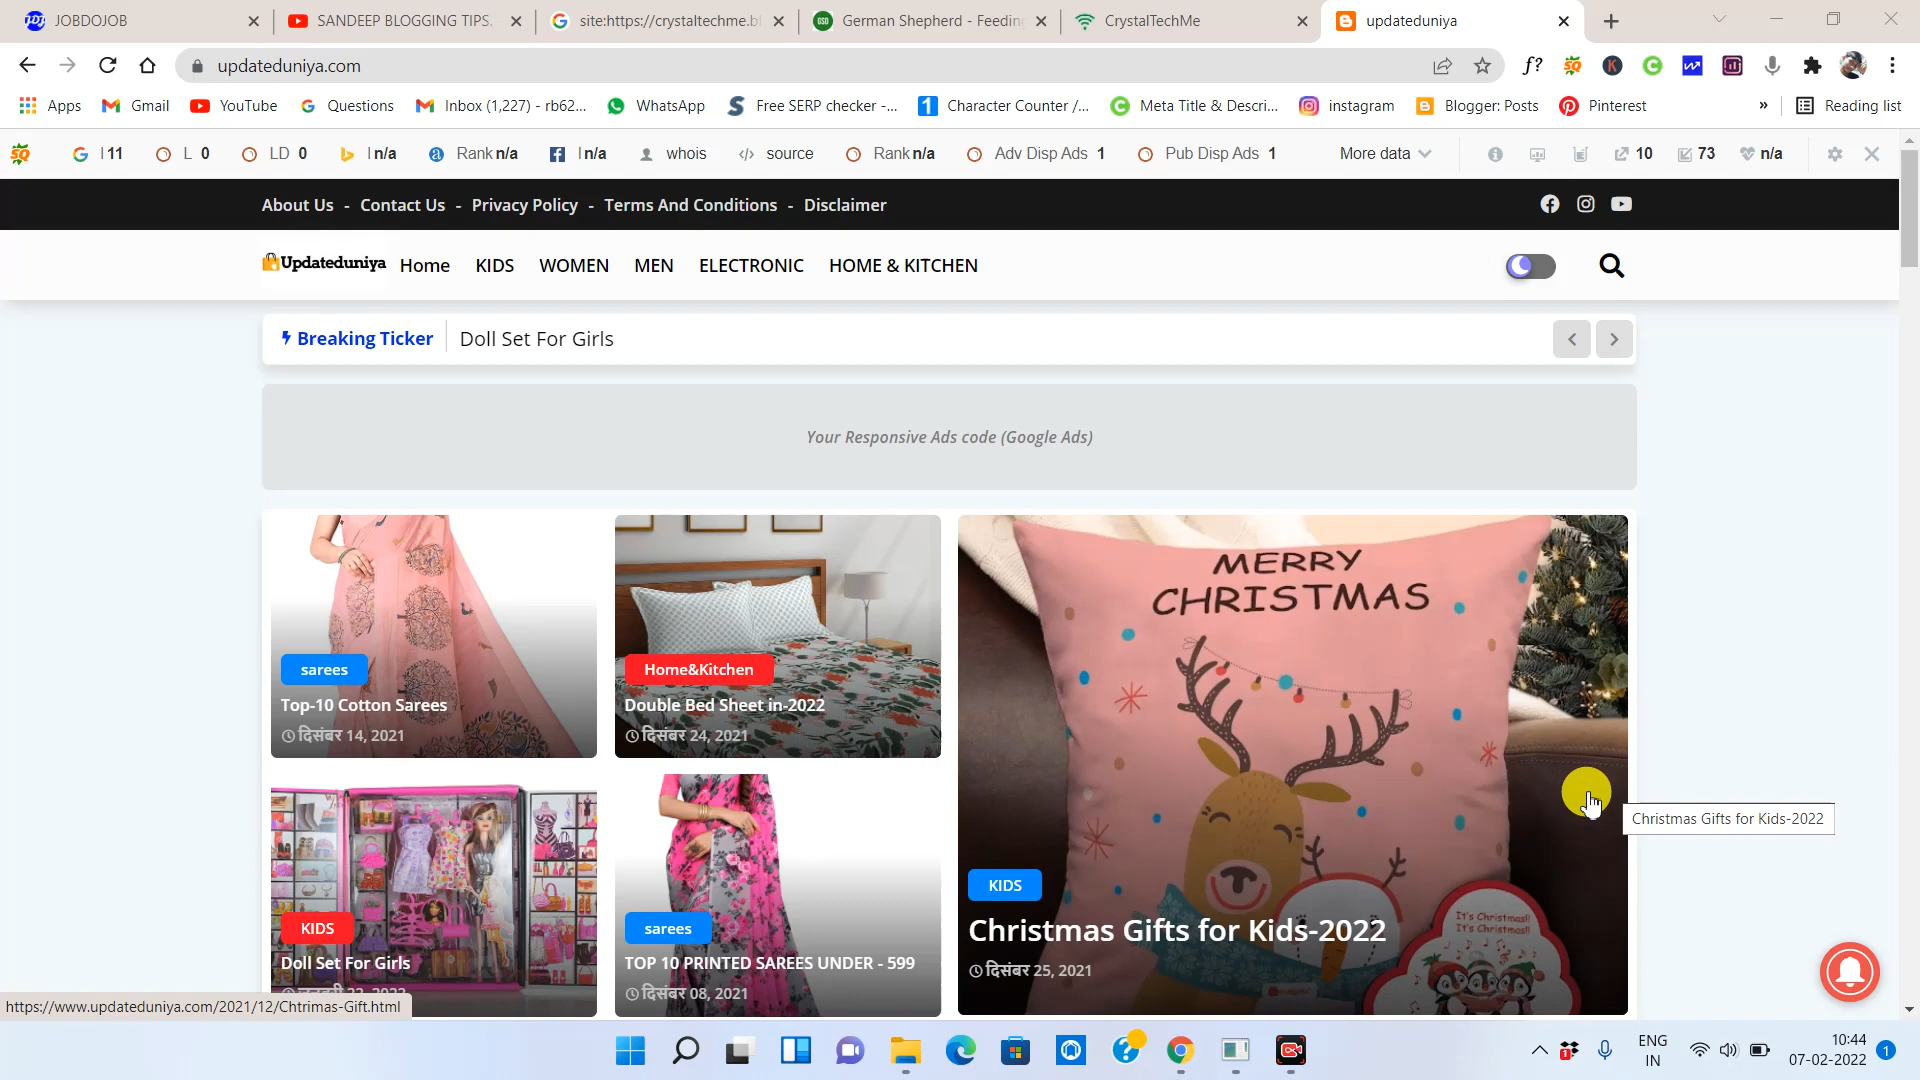 JOBDOJOB
SANDEEP BLOGGING TIPS.
site:https://crystaltechme.bl
German Shepherd - Feeding
CrystalTechMe
updateduniya
updateduniya.com
f?
Apps
Gmail
YouTube
Questions
Inbox (1,227) - rb62...
WhatsApp
Free SERP checker -...
Character Counter /...
Meta Title & Descri...
instagram
Blogger: Posts
Pinterest
»
Reading list
I 11
L 0
LD 0
I n/a
Rank n/a
I n/a
whois
source
Rank n/a
Adv Disp Ads 1
Pub Disp Ads 1
More data
10
73
n/a
About Us - Contact Us - Privacy Policy - Terms And Conditions - Disclaimer
Updateduniya
Home
KIDS
WOMEN
MEN
ELECTRONIC
HOME & KITCHEN
Breaking Ticker
Doll Set For Girls
Your Responsive Ads code (Google Ads)
sarees
Top-10 Cotton Sarees
दिसंबर 14, 2021
Home&Kitchen
Double Bed Sheet in-2022
दिसंबर 24, 2021
MERRY
CHRISTMAS
It's Christmas!!
It's Christmas!!
KIDS
Christmas Gifts for Kids-2022
दिसंबर 25, 2021
Christmas Gifts for Kids-2022
KIDS
Doll Set For Girls
sarees
TOP 10 PRINTED SAREES UNDER - 599
दिसंबर 08, 2021
https://www.updateduniya.com/2021/12/Chtrimas-Gift.html
ENG
IN
10:44
07-02-2022
1